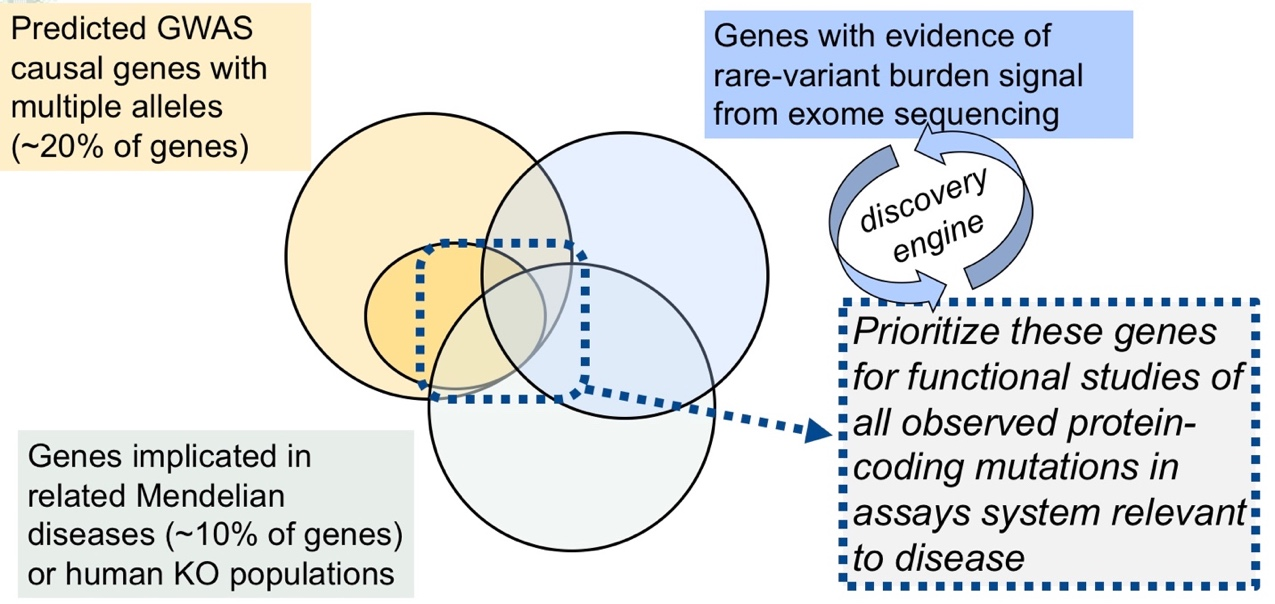 Predicted GWAS
causal genes with
multiple alleles
(~20% of genes)
Genes with evidence of
rare-variant burden signal
from exome sequencing
discovery
engine
Genes implicated in
related Mendelian
diseases (~10% of genes)
or human KO populations
Prioritize these genes
for functional studies of
all observed protein-
coding mutations in
assays system relevant
to disease